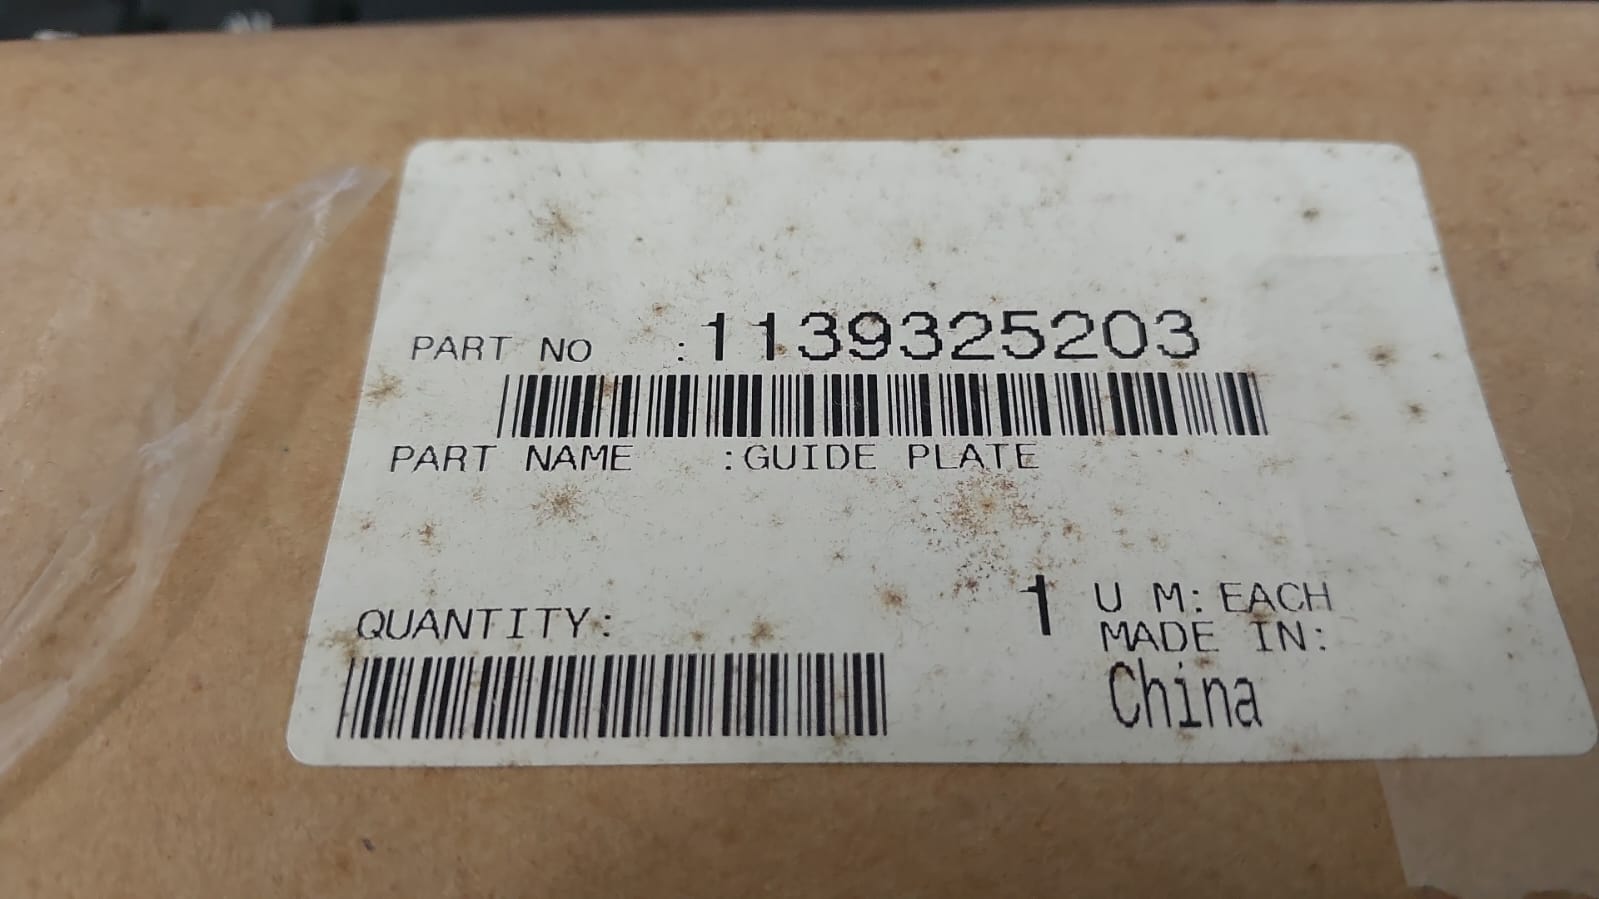 PART NO :1139325203
PART NAME :GUIDE PLATE
QUANTITY: 1 U M: EACH
MADE IN:
China